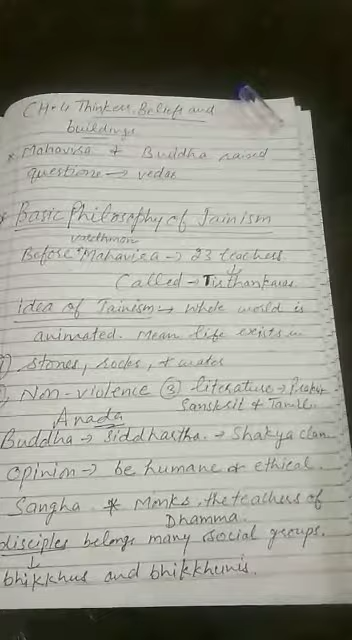 CH-4 Thinkers, Beliefs and
buildings
* Mahavira + Buddha raised
questions → vedas
* Basic Philosophy of Jainism
vardhman
Before Mahavira → 23 teachers
Called → Tirthankaras
idea of Jainism → Whole world is
animated. Mean life exists in
① stones, rocks, + water
② Non-violence ③ literature → Prakrit
Sanskrit & Tamil.
Anada
Buddha → Siddhartha → Shakya clan
opinion → be humane & ethical.
Sangha * Monks, the teachers of
Dhamma.
disciples belongs many social groups.
bhikkhus and bhikkhunis.